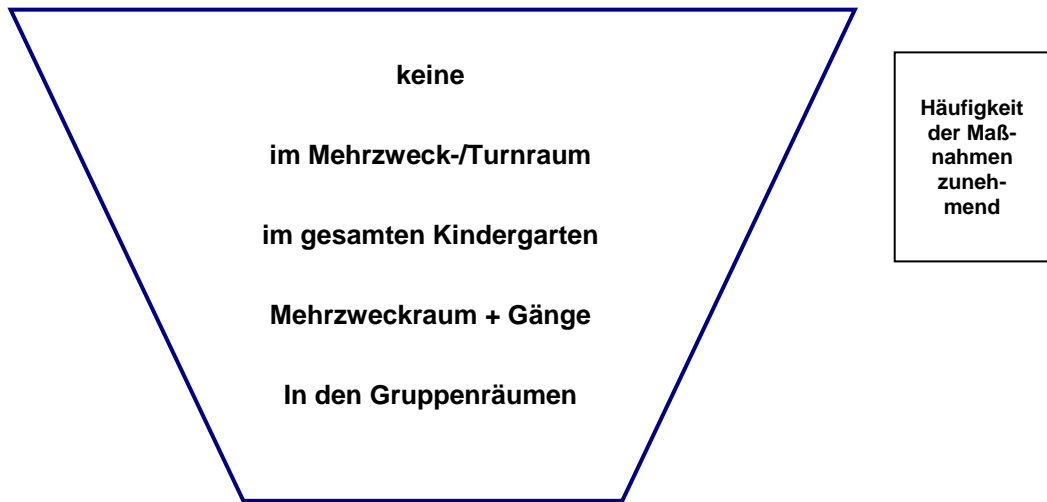 keine
im Mehrzweck-/Turnraum
im gesamten Kindergarten
Mehrzweckraum + Gänge
In den Gruppenräumen
Häufigkeit
der Maß-
nahmen
zuneh-
mend